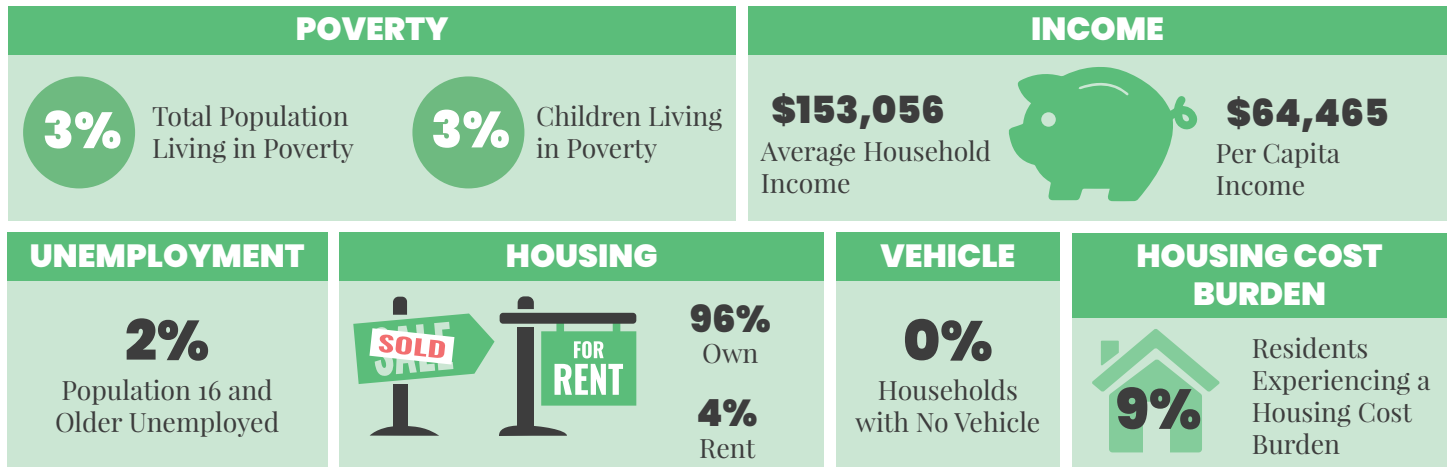 POVERTY
3%
Total Population
Living in Poverty
3%
Children Living
in Poverty
INCOME
$153,056
Average Household
Income
$64,465
Per Capita
Income
UNEMPLOYMENT
2%
Population 16 and
Older Unemployed
HOUSING
SALE
SOLD
FOR
RENT
96%
Own
4%
Rent
VEHICLE
0%
Households
with No Vehicle
HOUSING COST
BURDEN
9%
Residents
Experiencing a
Housing Cost
Burden